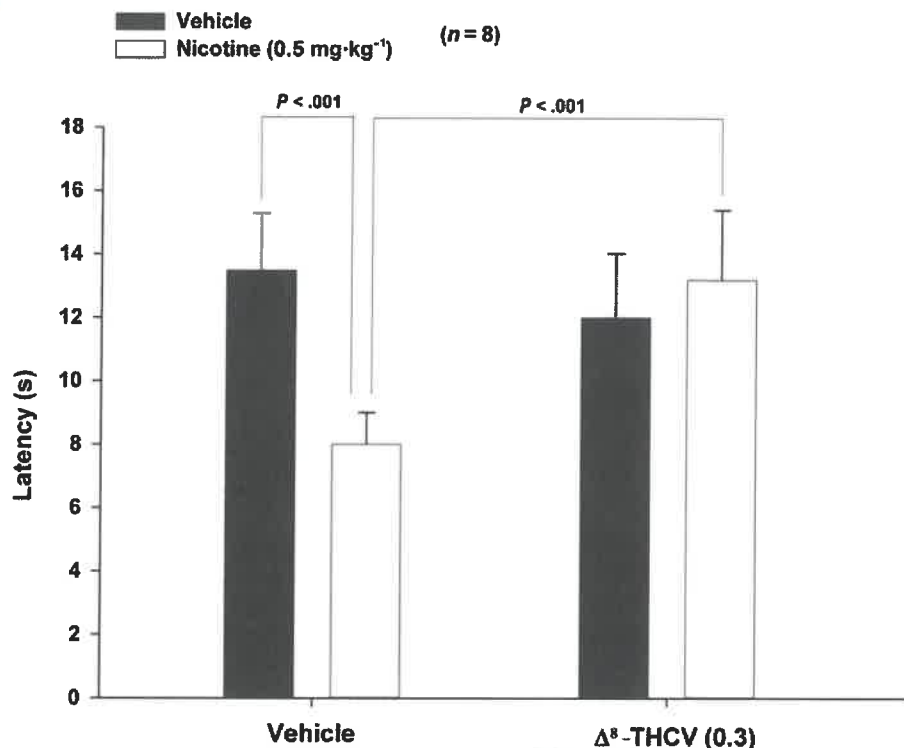 Vehicle
Nicotine (0.5 mg·kg⁻¹)
(n = 8)
P < .001
P < .001
18
16
14
12
10
8
6
4
2
0
Latency (s)
Vehicle
Δ⁸-THCV (0.3)